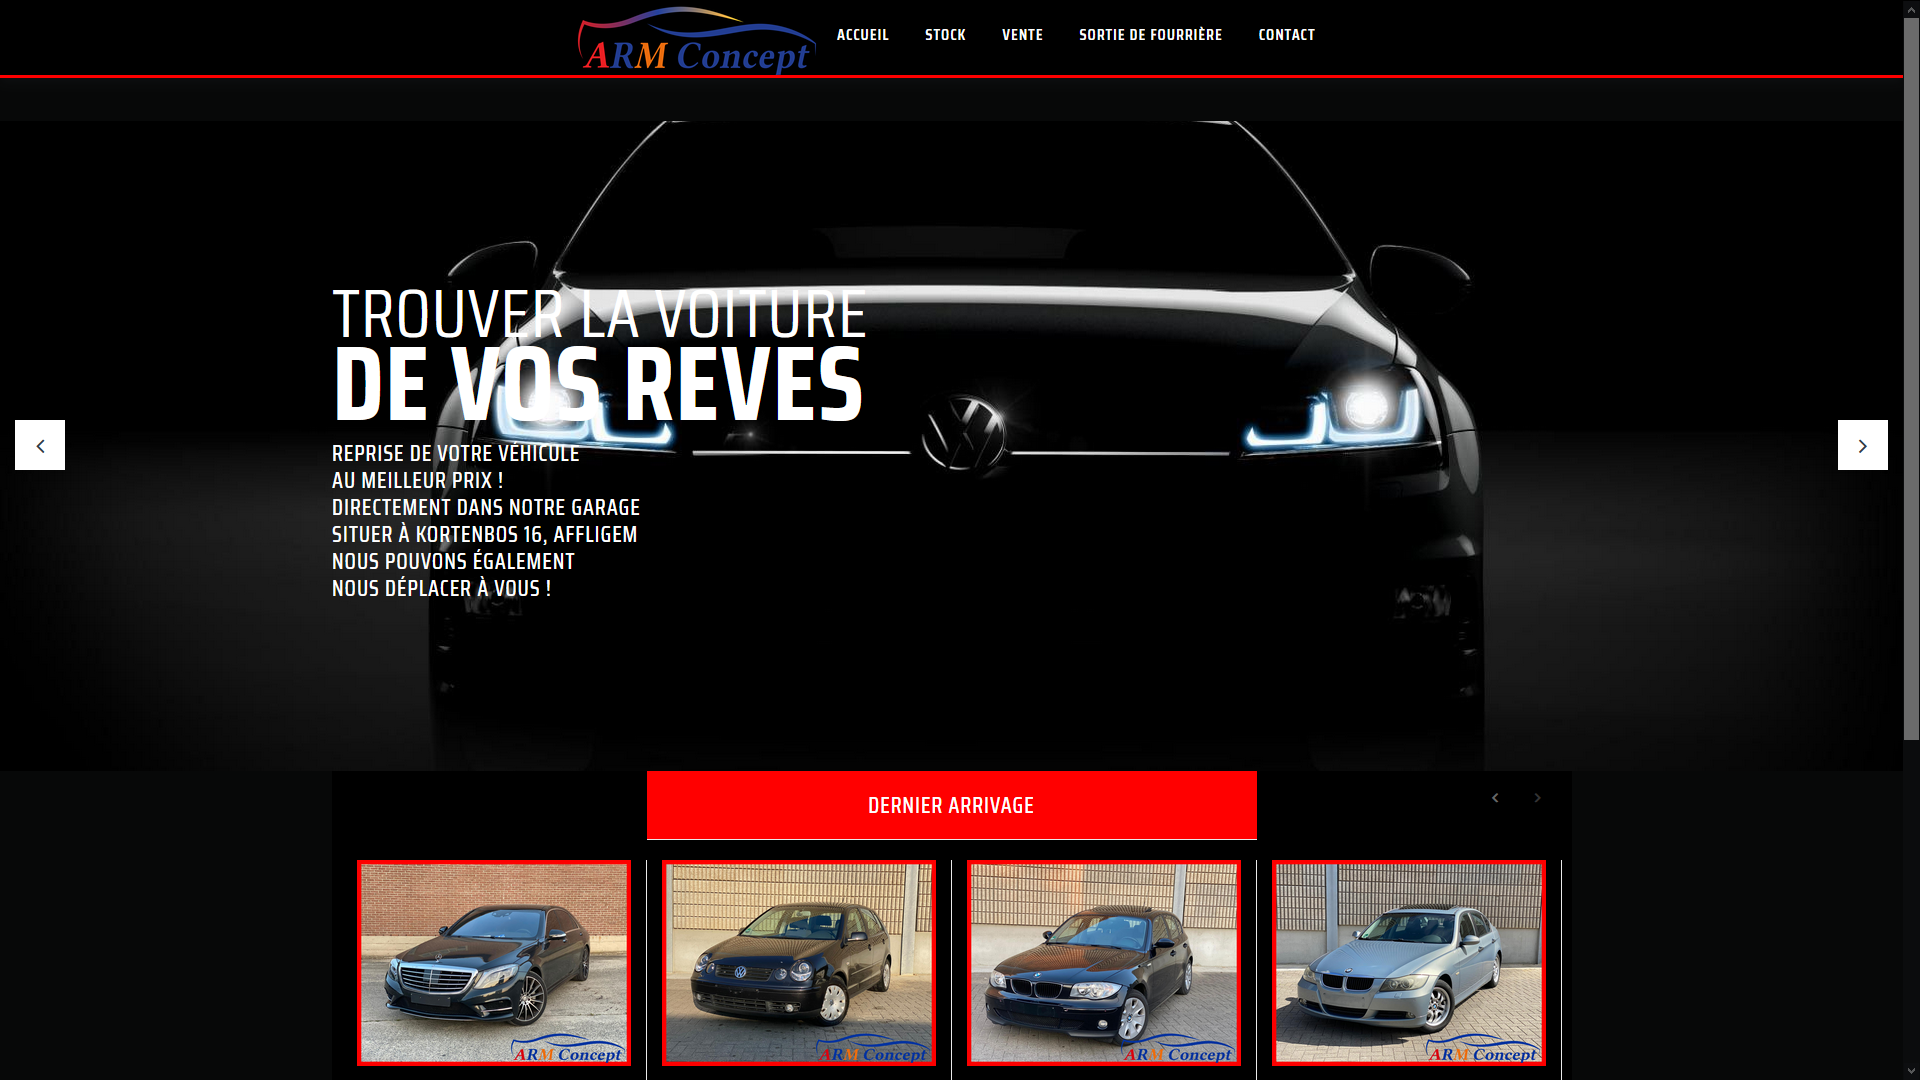 ARM Concept
ACCUEIL
STOCK
VENTE
SORTIE DE FOURRIÈRE
CONTACT
TROUVER LA VOITURE
DE VOS REVES
REPRISE DE VOTRE VÉHICULE
AU MEILLEUR PRIX !
DIRECTEMENT DANS NOTRE GARAGE
SITUER À KORTENBOS 16, AFFLIGEM
NOUS POUVONS ÉGALEMENT
NOUS DÉPLACER À VOUS !
DERNIER ARRIVAGE
ARM Concept
ARM Concept
ARM Concept
ARM Concept